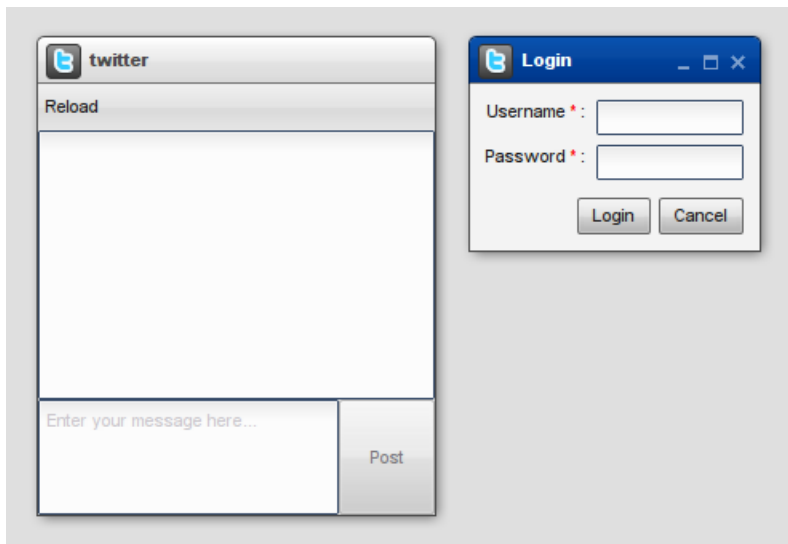 twitter
Reload
Enter your message here...
Post
Login
Username * :
Password * :
Login Cancel